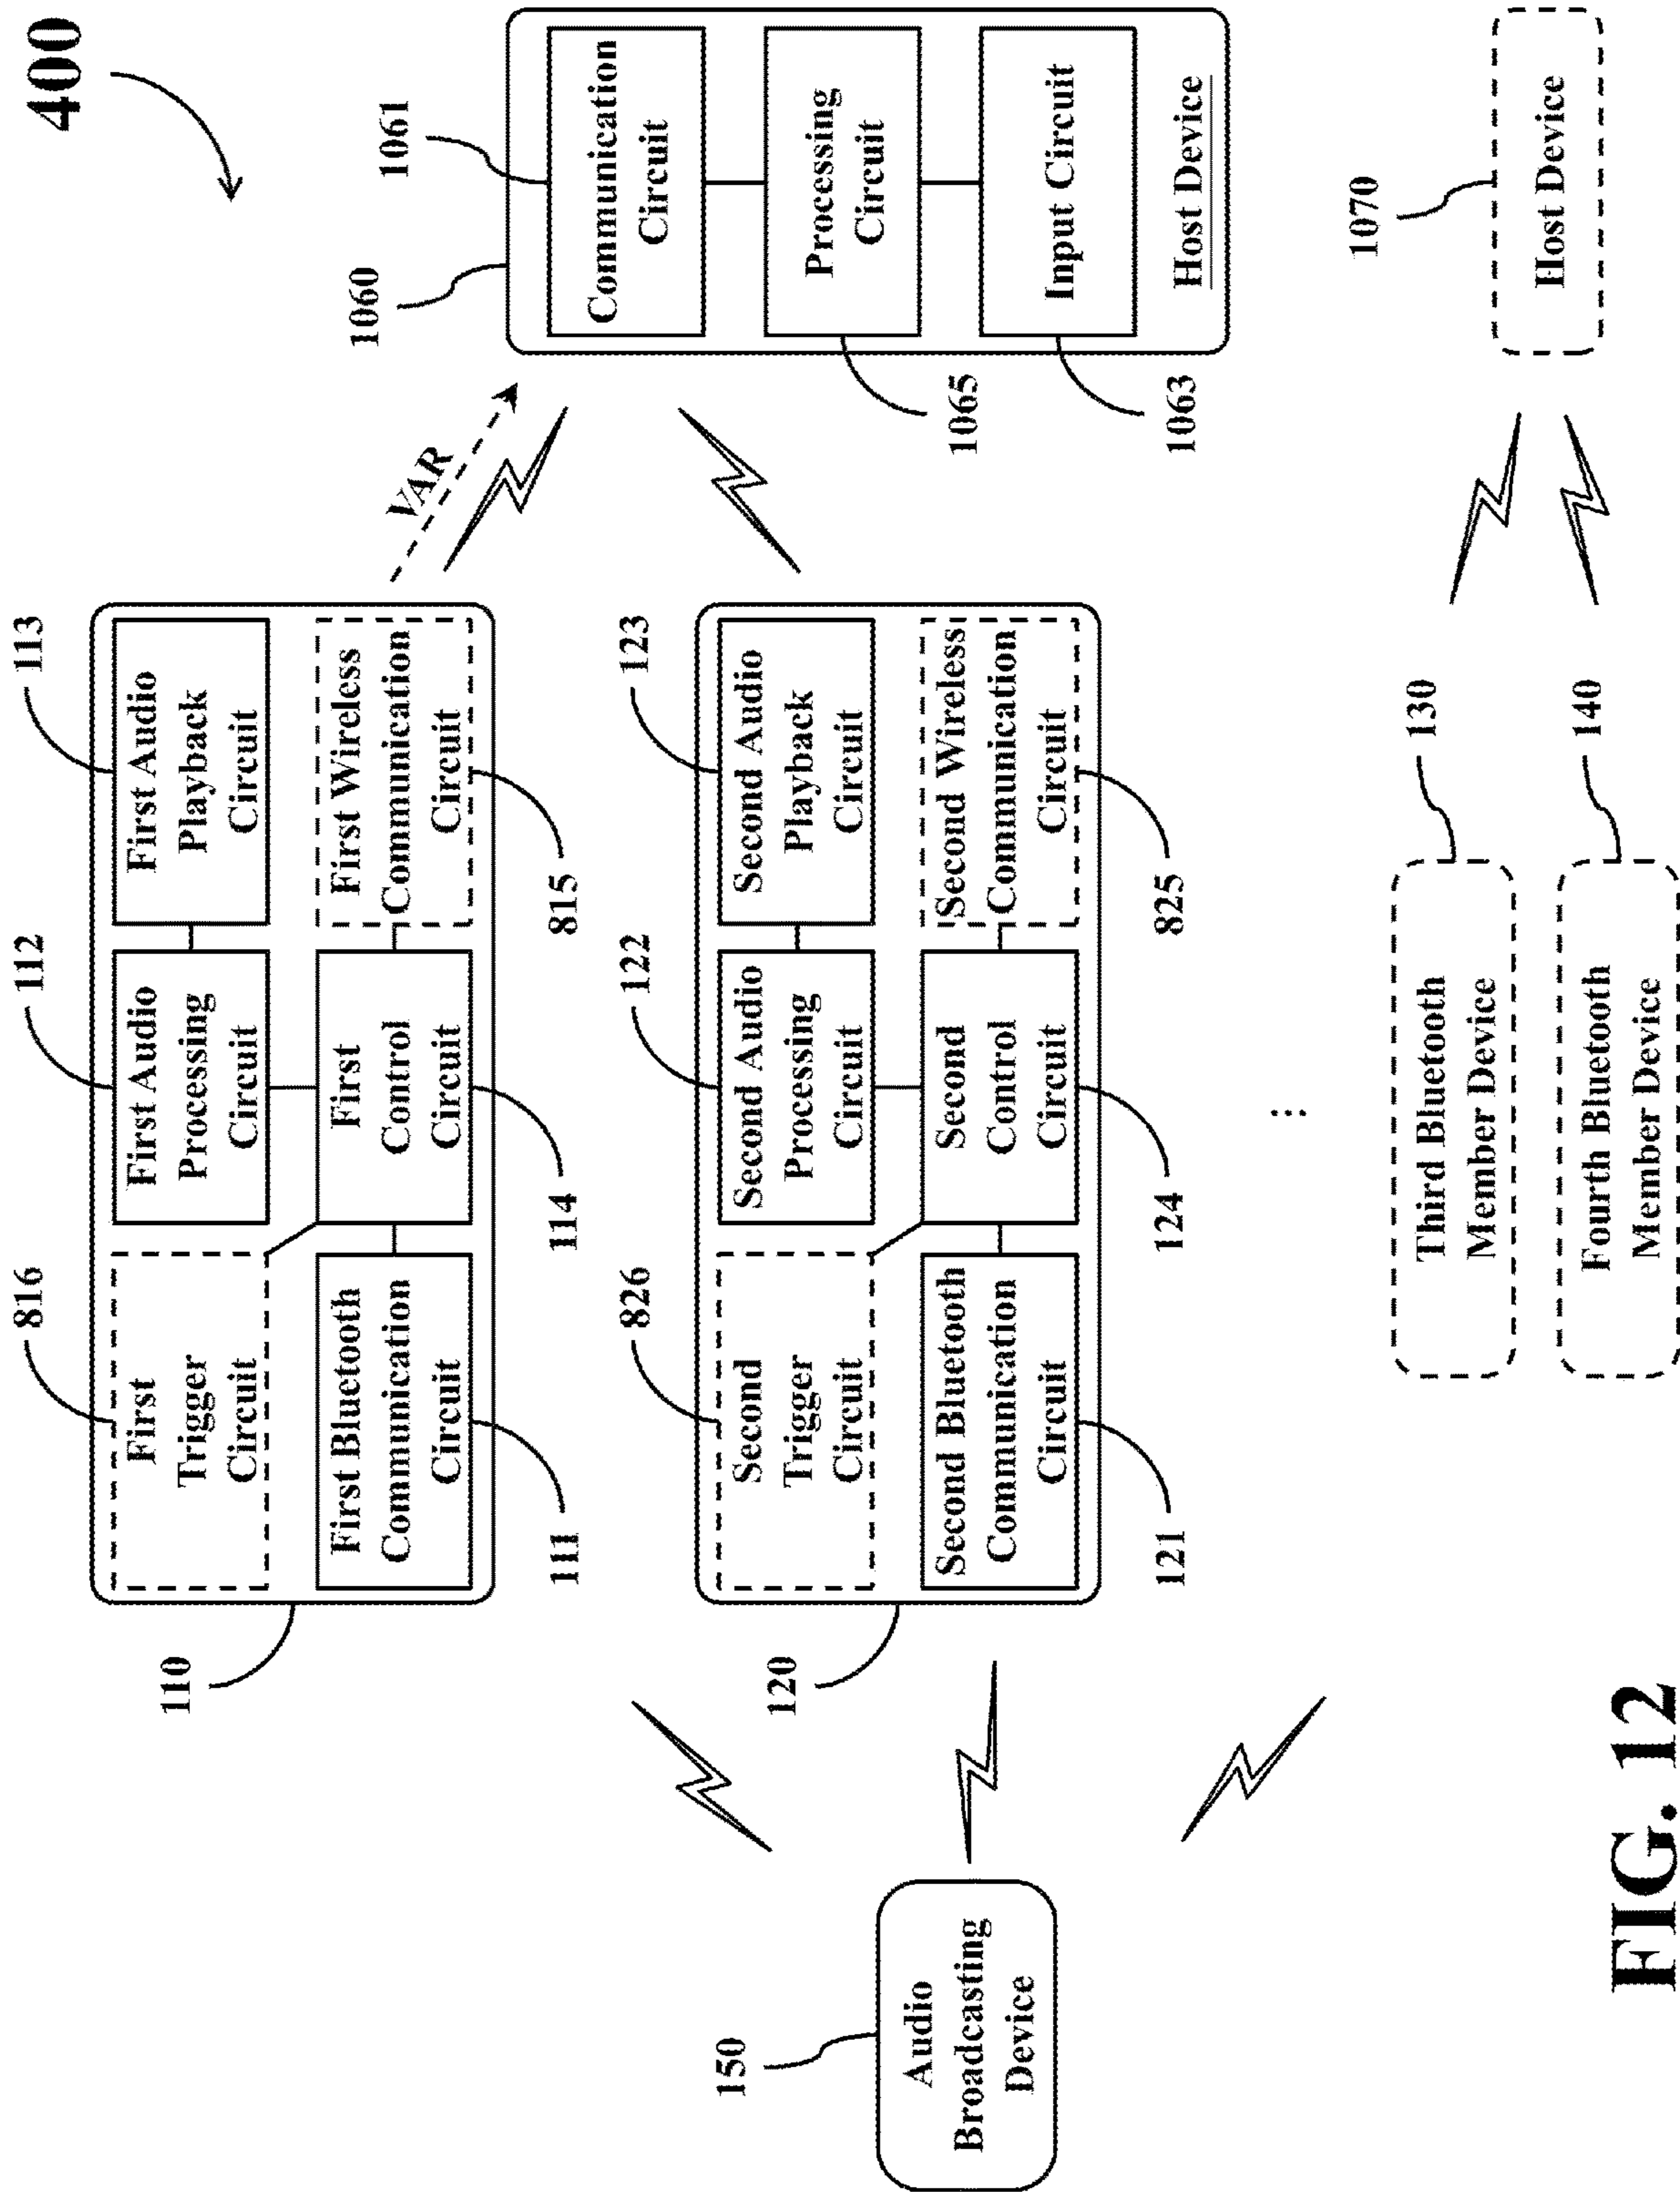 400
816
112
113
First
Trigger
Circuit
First Audio
Processing
Circuit
First Audio
Playback
Circuit
First Bluetooth
Communication
Circuit
First
Control
Circuit
First Wireless
Communication
Circuit
110
111
114
815
VAR
1060
1061
Communication
Circuit
Processing
Circuit
Input Circuit
Host Device
1065
1063
826
122
123
Second
Trigger
Circuit
Second Audio
Processing
Circuit
Second Audio
Playback
Circuit
Second Bluetooth
Communication
Circuit
Second
Control
Circuit
Second Wireless
Communication
Circuit
120
121
124
825
150
Audio
Broadcasting
Device
...
130
Third Bluetooth
Member Device
140
Fourth Bluetooth
Member Device
1070
Host Device
FIG. 12